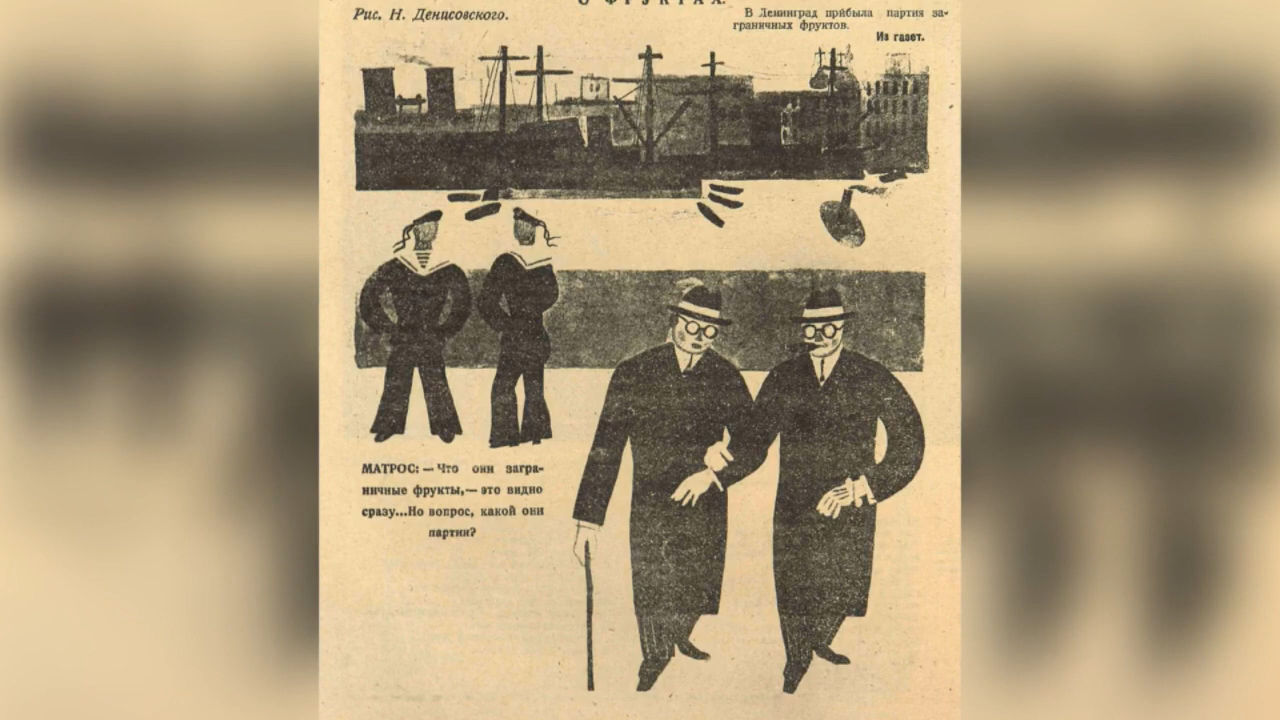 О ФРУКТАХ.
Рис. Н. Денисовского.
В Ленинград прибыла партия за-
граничных фруктов.
Из газет.
МАТРОС: — Что они загра-
ничные фрукты, — это видно
сразу...Но вопрос, какой они
партии?